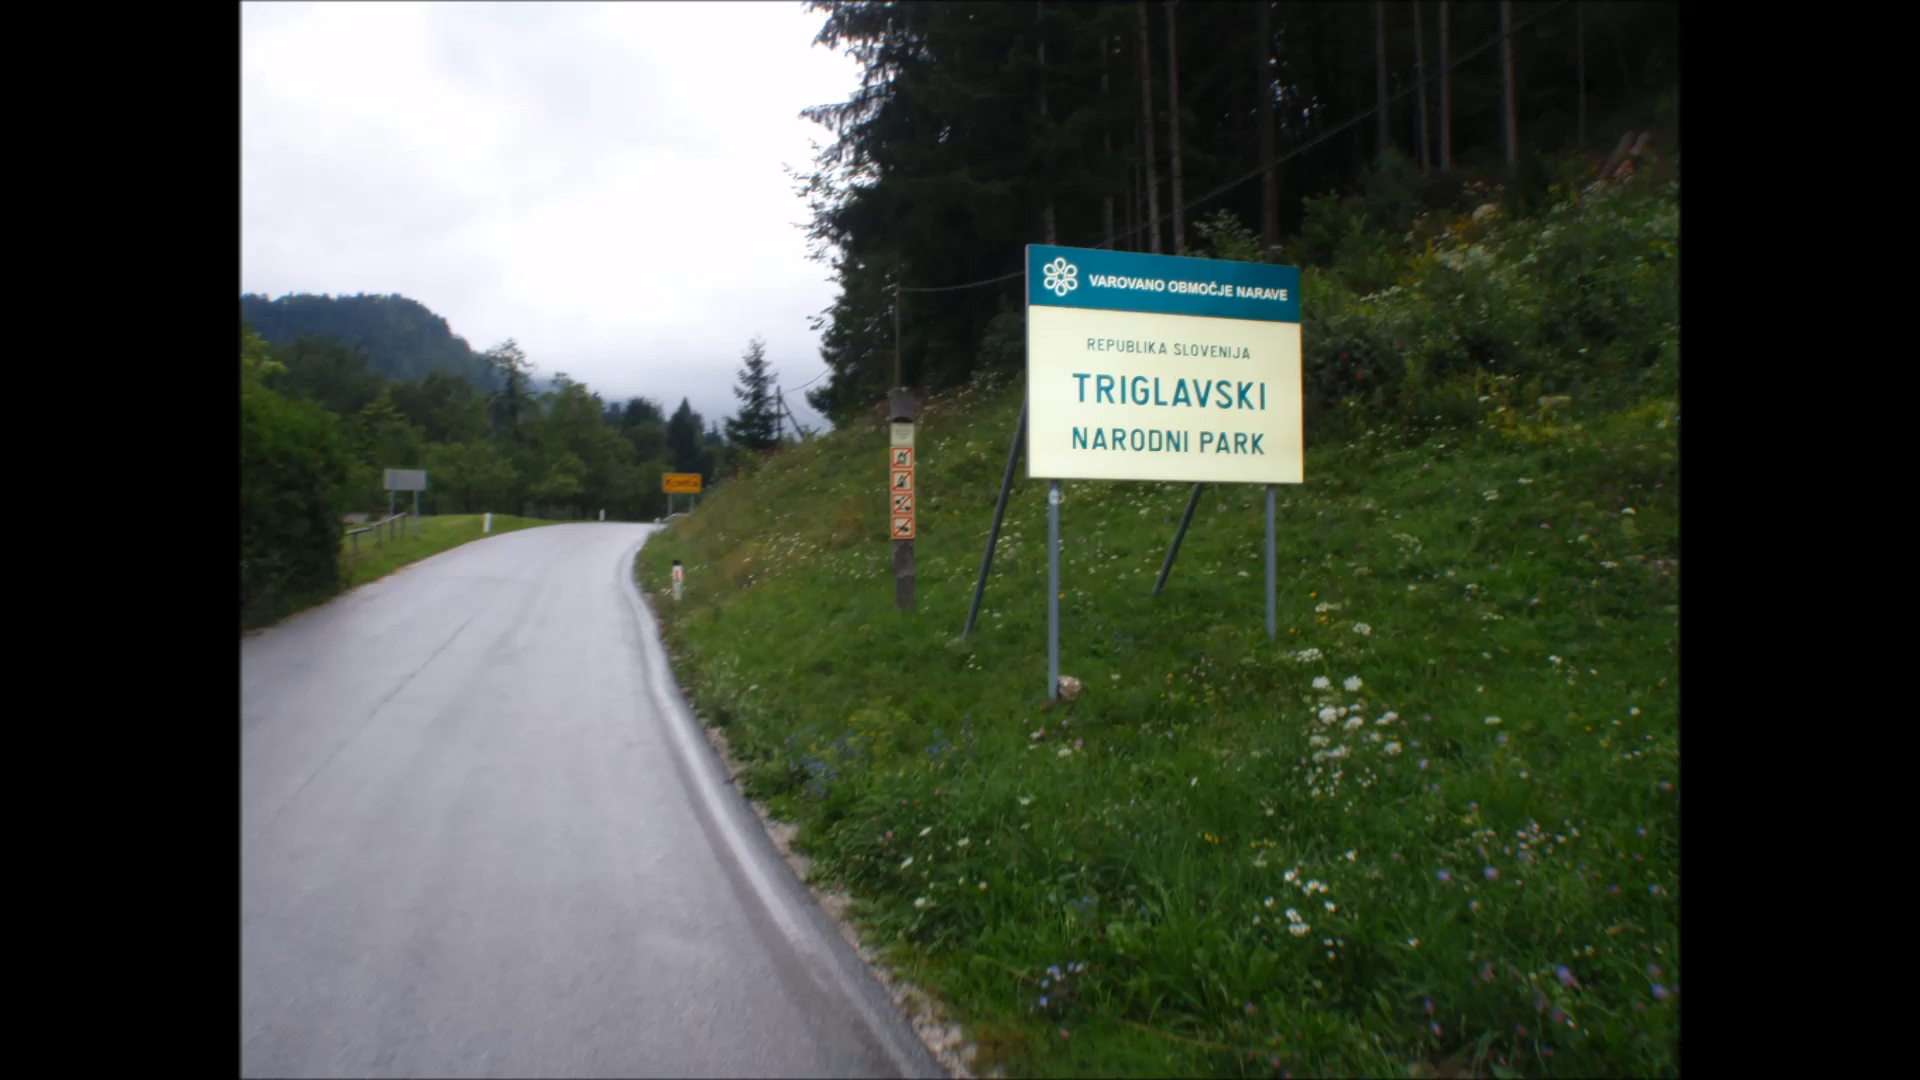 VAROVANO OBMOČJE NARAVE
REPUBLIKA SLOVENIJA
TRIGLAVSKI
NARODNI PARK